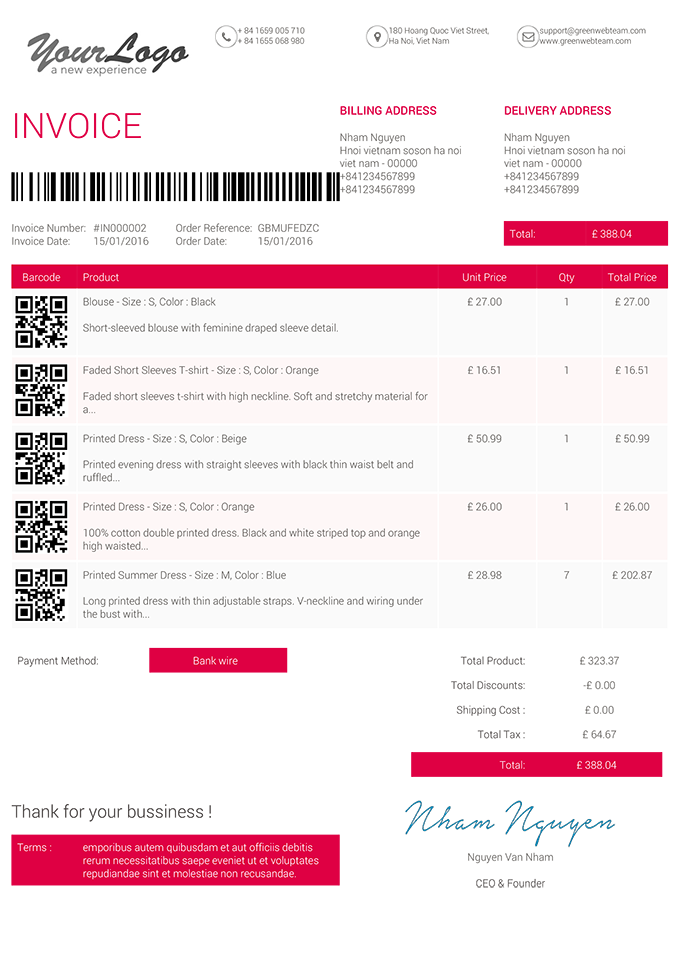 YourLogo
a new experience
+ 84 1659 005 710
+ 84 1655 068 980
180 Hoang Quoc Viet Street,
Ha Noi, Viet Nam
support@greenwebteam.com
www.greenwebteam.com
INVOICE
BILLING ADDRESS
Nham Nguyen
Hnoi vietnam soson ha noi
viet nam - 00000
+841234567899
+841234567899
DELIVERY ADDRESS
Nham Nguyen
Hnoi vietnam soson ha noi
viet nam - 00000
+841234567899
+841234567899
Invoice Number: #IN000002 Order Reference: GBMUFEDZC
Invoice Date: 15/01/2016 Order Date: 15/01/2016
Total: £ 388.04
Barcode Product Unit Price Qty Total Price
Blouse - Size : S, Color : Black £ 27.00 1 £ 27.00
Short-sleeved blouse with feminine draped sleeve detail.
Faded Short Sleeves T-shirt - Size : S, Color : Orange £ 16.51 1 £ 16.51
Faded short sleeves t-shirt with high neckline. Soft and stretchy material for
a...
Printed Dress - Size : S, Color : Beige £ 50.99 1 £ 50.99
Printed evening dress with straight sleeves with black thin waist belt and
ruffled...
Printed Dress - Size : S, Color : Orange £ 26.00 1 £ 26.00
100% cotton double printed dress. Black and white striped top and orange
high waisted...
Printed Summer Dress - Size : M, Color : Blue £ 28.98 7 £ 202.87
Long printed dress with thin adjustable straps. V-neckline and wiring under
the bust with...
Payment Method: Bank wire
Total Product: £ 323.37
Total Discounts: -£ 0.00
Shipping Cost : £ 0.00
Total Tax : £ 64.67
Total: £ 388.04
Thank for your bussiness !
Terms : emporibus autem quibusdam et aut officiis debitis
rerum necessitatibus saepe eveniet ut et voluptates
repudiandae sint et molestiae non recusandae.
Nham Nguyen
Nguyen Van Nham
CEO & Founder